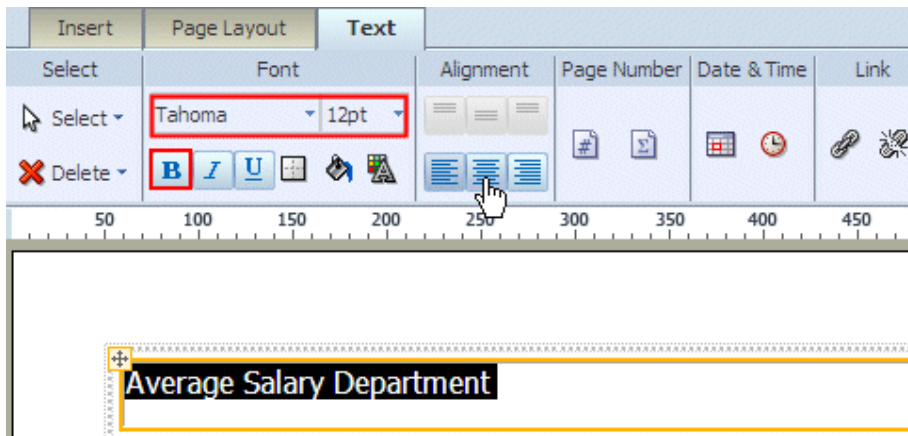 Insert Page Layout Text
Select Font Alignment Page Number Date & Time Link
Select Tahoma 12pt
#
Σ
Delete B I U
50 100 150 200 250 300 350 400 450
Average Salary Department